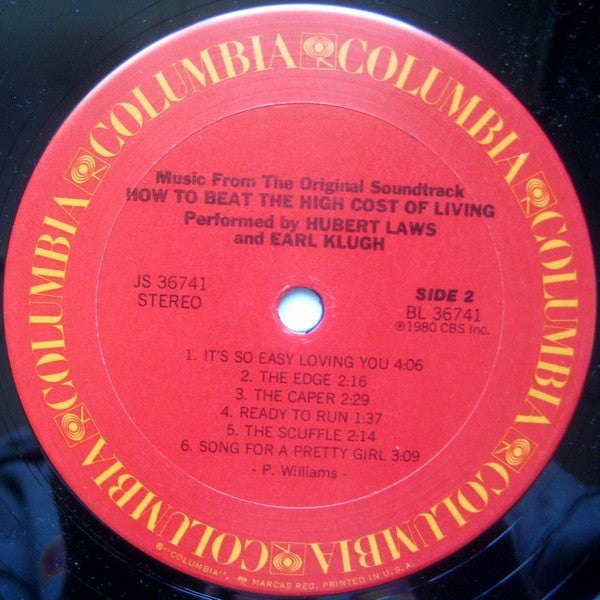 COLUMBIA COLUMBIA COLUMBIA COLUMBIA COLUMBIA COLUMBIA
Music From The Original Soundtrack
HOW TO BEAT THE HIGH COST OF LIVING
Performed by HUBERT LAWS
and EARL KLUGH
JS 36741
STEREO
SIDE 2
BL 36741
℗1980 CBS Inc.
1. IT'S SO EASY LOVING YOU 4:06
2. THE EDGE 2:16
3. THE CAPER 2:29
4. READY TO RUN 1:37
5. THE SCUFFLE 2:14
6. SONG FOR A PRETTY GIRL 3:09
- P. Williams -
®"COLUMBIA", MARCAS REG. PRINTED IN U.S.A.